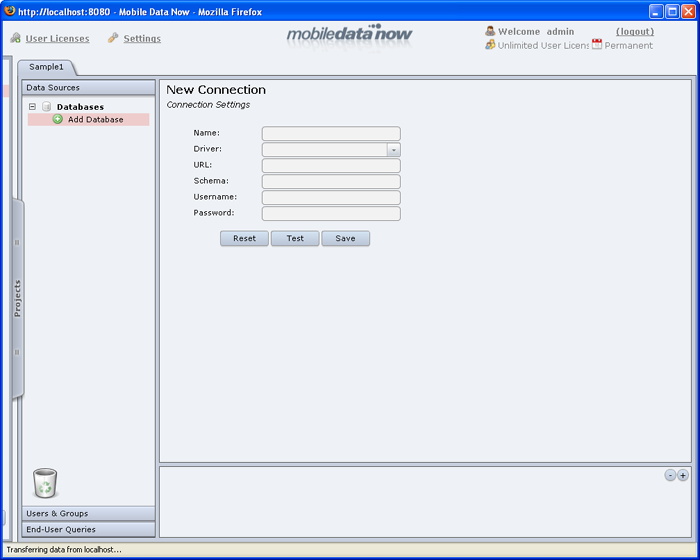 http://localhost:8080 - Mobile Data Now - Mozilla Firefox
User Licenses
Settings
mobiledata now
Welcome admin
(logout)
Unlimited User Licens
Permanent
Sample1
Data Sources
Databases
Add Database
Projects
Users & Groups
End-User Queries
New Connection
Connection Settings
Name:
Driver:
URL:
Schema:
Username:
Password:
Reset Test Save
Transferring data from localhost...